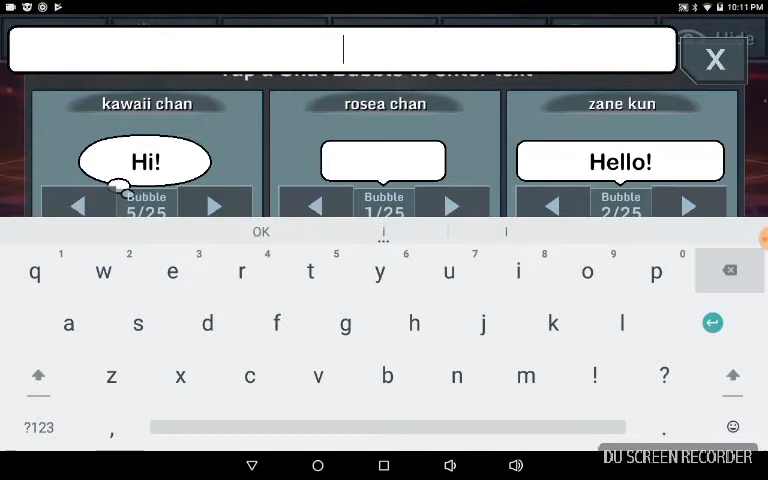 10:11 PM
Hide
X
Tap a Chat Bubble to enter text
kawaii chan
rosea chan
zane kun
Hi!
Hello!
Bubble
5/25
Bubble
1/25
Bubble
2/25
OK
i
I
1 2 3 4 5 6 7 8 9 0
q w e r t y u i o p
a s d f g h j k l
z x c v b n m ! ?
?123 , .
DU SCREEN RECORDER